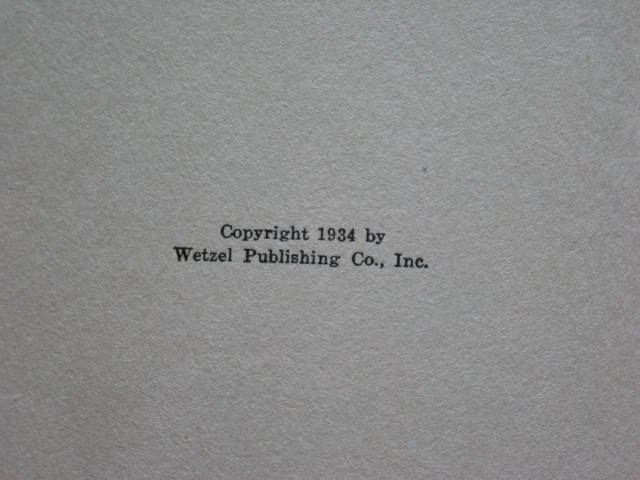 Copyright 1934 by
Wetzel Publishing Co., Inc.